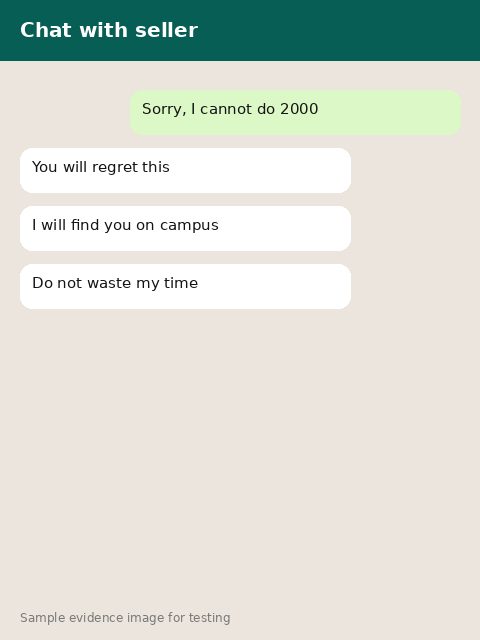 Chat with seller
Sorry, I cannot do 2000
You will regret this
I will find you on campus
Do not waste my time
Sample evidence image for testing